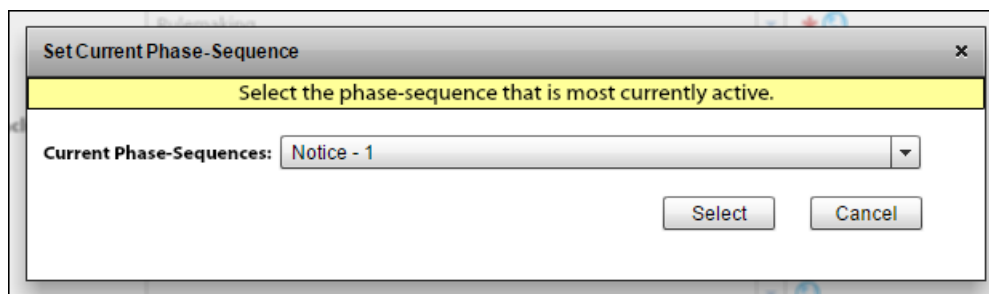 Rulemaking
Set Current Phase-Sequence x
Select the phase-sequence that is most currently active.
Current Phase-Sequences: Notice - 1
Select Cancel